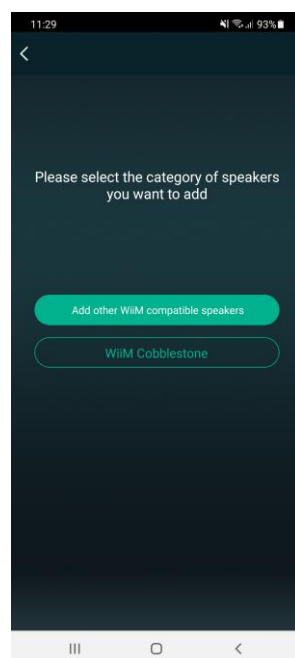 11:29 93%
Please select the category of speakers
you want to add
Add other WiiM compatible speakers
WiiM Cobblestone